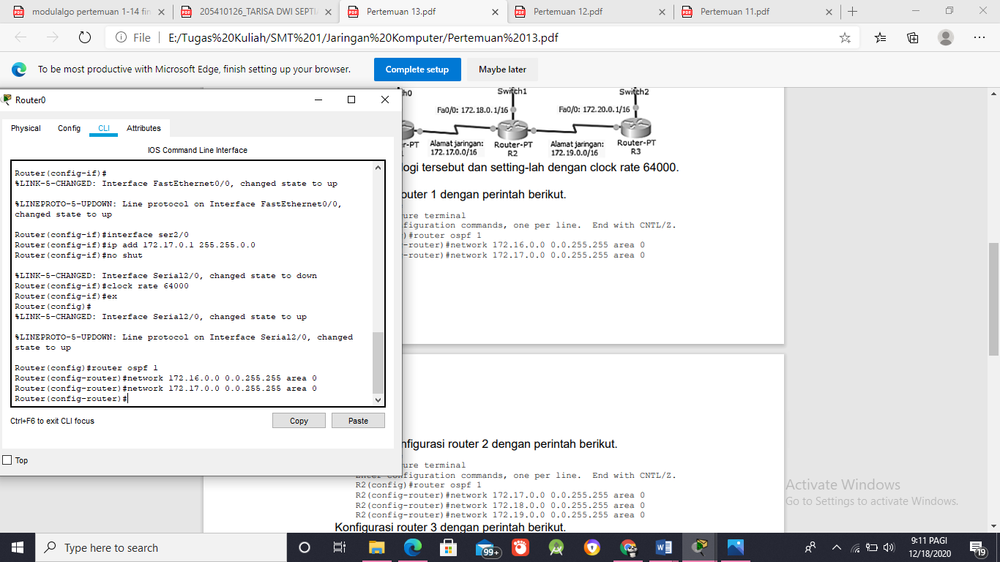 modulalgo pertemuan 1-14 fin
205410126_TARISA DWI SEPTI
Pertemuan 13.pdf
Pertemuan 12.pdf
Pertemuan 11.pdf
File
E:/Tugas%20Kuliah/SMT%201/Jaringan%20Komputer/Pertemuan%2013.pdf
To be most productive with Microsoft Edge, finish setting up your browser.
Complete setup
Maybe later
Router0
Physical
Config
CLI
Attributes
IOS Command Line Interface
Router(config-if)#
%LINK-5-CHANGED: Interface FastEthernet0/0, changed state to up
%LINEPROTO-5-UPDOWN: Line protocol on Interface FastEthernet0/0,
changed state to up
Router(config-if)#interface ser2/0
Router(config-if)#ip add 172.17.0.1 255.255.0.0
Router(config-if)#no shut
%LINK-5-CHANGED: Interface Serial2/0, changed state to down
Router(config-if)#clock rate 64000
Router(config-if)#ex
Router(config)#
%LINK-5-CHANGED: Interface Serial2/0, changed state to up
%LINEPROTO-5-UPDOWN: Line protocol on Interface Serial2/0, changed
state to up
Router(config)#router ospf 1
Router(config-router)#network 172.16.0.0 0.0.255.255 area 0
Router(config-router)#network 172.17.0.0 0.0.255.255 area 0
Router(config-router)#
Ctrl+F6 to exit CLI focus
Copy
Paste
Top
h0
Switch1
Switch2
Fa0/0: 172.18.0.1/16
Fa0/0: 172.20.0.1/16
r-PT
Alamat jaringan:
172.17.0.0/16
Router-PT
R2
Alamat jaringan:
172.19.0.0/16
Router-PT
R3
ogi tersebut dan setting-lah dengan clock rate 64000.
outer 1 dengan perintah berikut.
ure terminal
figuration commands, one per line.  End with CNTL/Z.
)#router ospf 1
-router)#network 172.16.0.0 0.0.255.255 area 0
-router)#network 172.17.0.0 0.0.255.255 area 0
nfigurasi router 2 dengan perintah berikut.
ure terminal
Enter configuration commands, one per line.  End with CNTL/Z.
R2(config)#router ospf 1
R2(config-router)#network 172.17.0.0 0.0.255.255 area 0
R2(config-router)#network 172.18.0.0 0.0.255.255 area 0
R2(config-router)#network 172.19.0.0 0.0.255.255 area 0
Konfigurasi router 3 dengan perintah berikut.
Activate Windows
Go to Settings to activate Windows.
Type here to search
99+
9:11 PAGI
12/18/2020
19